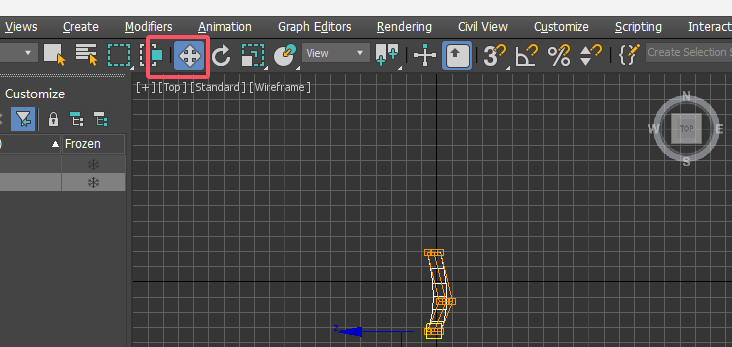 Views Create Modifiers Animation Graph Editors Rendering Civil View Customize Scripting Interact
View 3 % Create Selection S
Customize
[+] [Top] [Standard] [Wireframe]
) Frozen
N
W TOP E
S
z